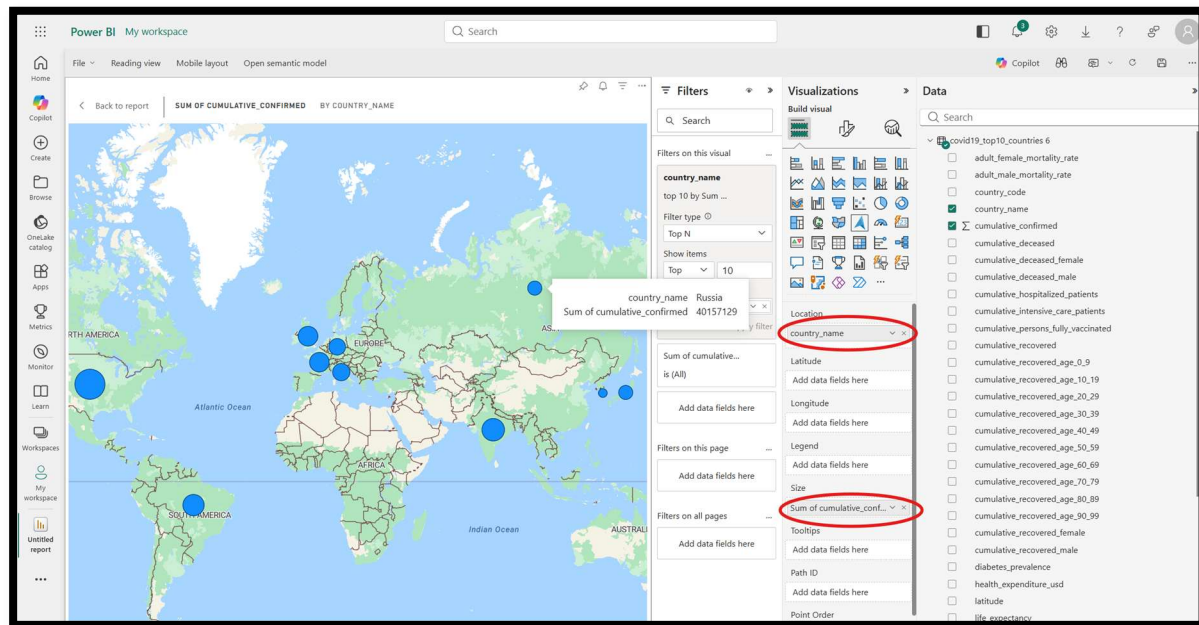 Power BI My workspace
Search
3
File Reading view Mobile layout Open semantic model
Copilot
Home
Copilot
Create
Browse
OneLake
catalog
Apps
Metrics
Monitor
Learn
Workspaces
My
workspace
Untitled
report
Back to report SUM OF CUMULATIVE_CONFIRMED BY COUNTRY_NAME
RTH AMERICA
EUROPE
AS
Atlantic Ocean
AFRICA
SOUTH AMERICA
Indian Ocean
AUSTRALI
country_name Russia
Sum of cumulative_confirmed 40157129
Filters
Search
Filters on this visual
country_name
top 10 by Sum ...
Filter type
Top N
Show items
Top 10
filter
Sum of cumulative...
is (All)
Add data fields here
Filters on this page
Add data fields here
Filters on all pages
Add data fields here
Visualizations
Build visual
Location
country_name
Latitude
Add data fields here
Longitude
Add data fields here
Legend
Add data fields here
Size
Sum of cumulative_conf...
Tooltips
Add data fields here
Path ID
Add data fields here
Point Order
Data
Search
covid19_top10_countries 6
adult_female_mortality_rate
adult_male_mortality_rate
country_code
country_name
cumulative_confirmed
cumulative_deceased
cumulative_deceased_female
cumulative_deceased_male
cumulative_hospitalized_patients
cumulative_intensive_care_patients
cumulative_persons_fully_vaccinated
cumulative_recovered
cumulative_recovered_age_0_9
cumulative_recovered_age_10_19
cumulative_recovered_age_20_29
cumulative_recovered_age_30_39
cumulative_recovered_age_40_49
cumulative_recovered_age_50_59
cumulative_recovered_age_60_69
cumulative_recovered_age_70_79
cumulative_recovered_age_80_89
cumulative_recovered_age_90_99
cumulative_recovered_female
cumulative_recovered_male
diabetes_prevalence
health_expenditure_usd
latitude
life_expectancy